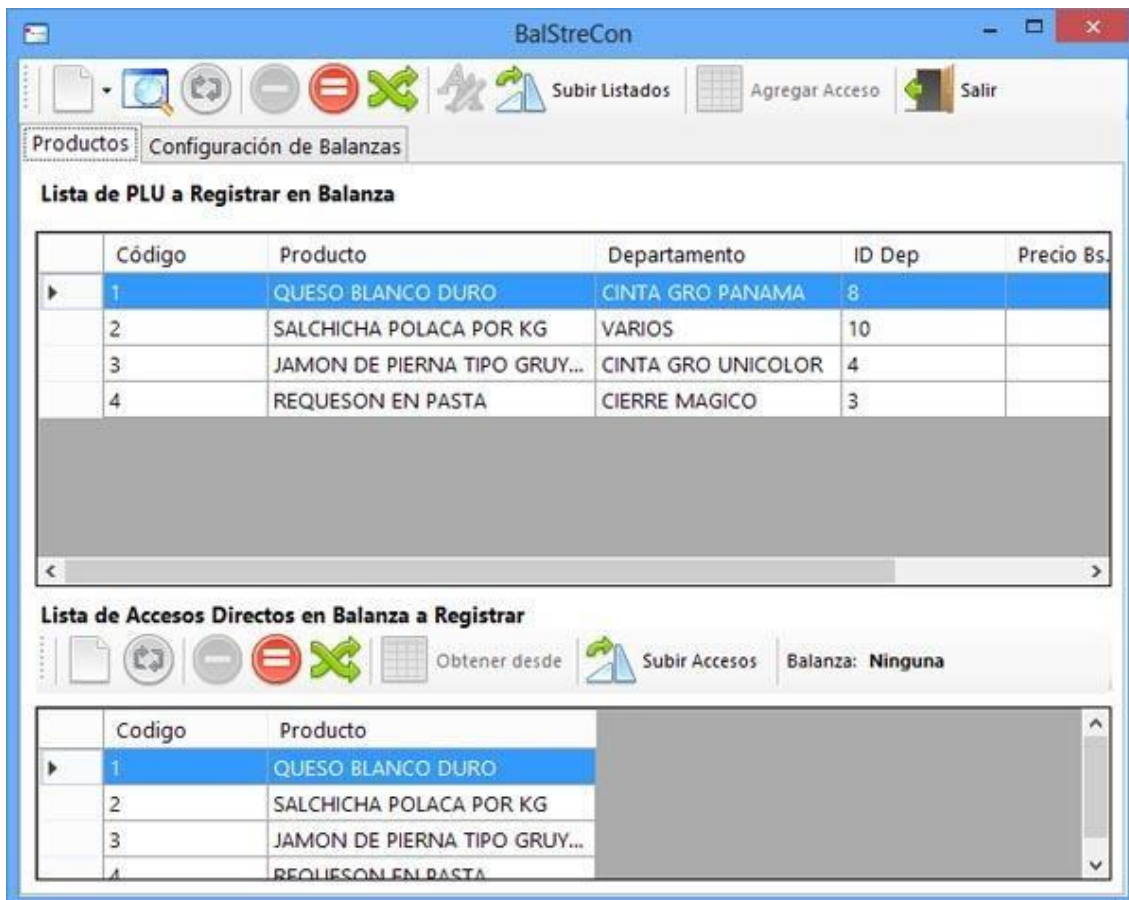 BalStreCon
Subir Listados Agregar Acceso Salir
Productos Configuración de Balanzas
Lista de PLU a Registrar en Balanza
Código Producto Departamento ID Dep Precio Bs.
1 QUESO BLANCO DURO CINTA GRO PANAMA 8
2 SALCHICHA POLACA POR KG VARIOS 10
3 JAMON DE PIERNA TIPO GRUY... CINTA GRO UNICOLOR 4
4 REQUESON EN PASTA CIERRE MAGICO 3
Lista de Accesos Directos en Balanza a Registrar
Obtener desde Subir Accesos Balanza: Ninguna
Codigo Producto
1 QUESO BLANCO DURO
2 SALCHICHA POLACA POR KG
3 JAMON DE PIERNA TIPO GRUY...
4 REQUESON EN PASTA